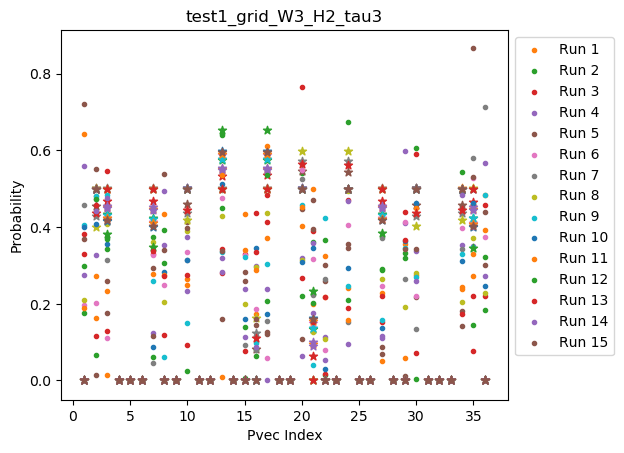 test1_grid_W3_H2_tau3
Probability
0.8
0.6
0.4
0.2
0.0
0 5 10 15 20 25 30 35
Pvec Index
Run 1
Run 2
Run 3
Run 4
Run 5
Run 6
Run 7
Run 8
Run 9
Run 10
Run 11
Run 12
Run 13
Run 14
Run 15